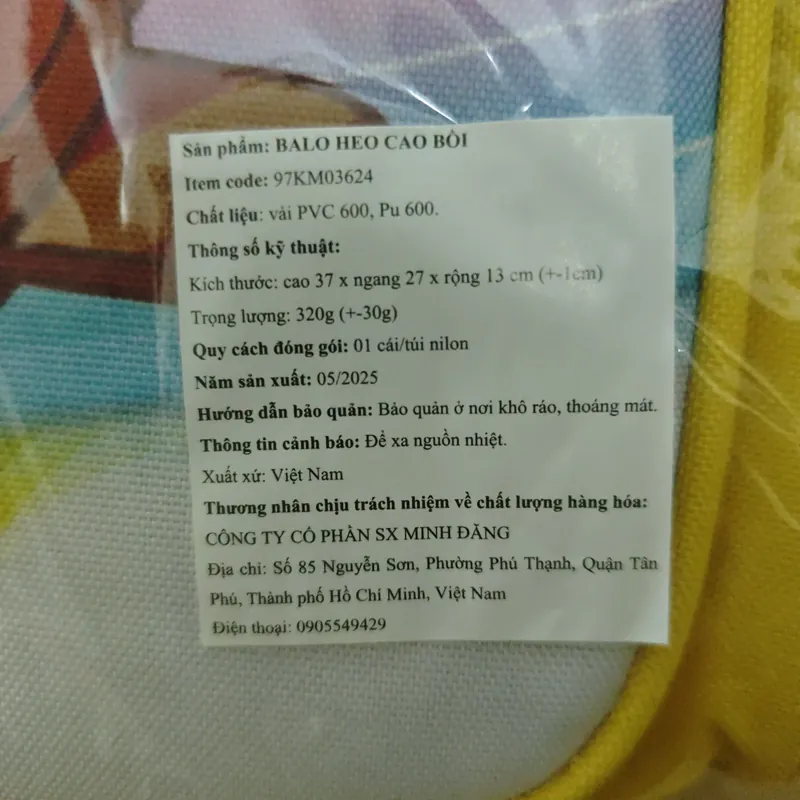 Sản phẩm: BALO HEO CAO BỒI
Item code: 97KM03624
Chất liệu: vải PVC 600, Pu 600.
Thông số kỹ thuật:
Kích thước: cao 37 x ngang 27 x rộng 13 cm (+-1cm)
Trọng lượng: 320g (+-30g)
Quy cách đóng gói: 01 cái/túi nilon
Năm sản xuất: 05/2025
Hướng dẫn bảo quản: Bảo quản ở nơi khô ráo, thoáng mát.
Thông tin cảnh báo: Để xa nguồn nhiệt.
Xuất xứ: Việt Nam
Thương nhân chịu trách nhiệm về chất lượng hàng hóa:
CÔNG TY CỔ PHẦN SX MINH ĐĂNG
Địa chỉ: Số 85 Nguyễn Sơn, Phường Phú Thạnh, Quận Tân
Phú, Thành phố Hồ Chí Minh, Việt Nam
Điện thoại: 0905549429